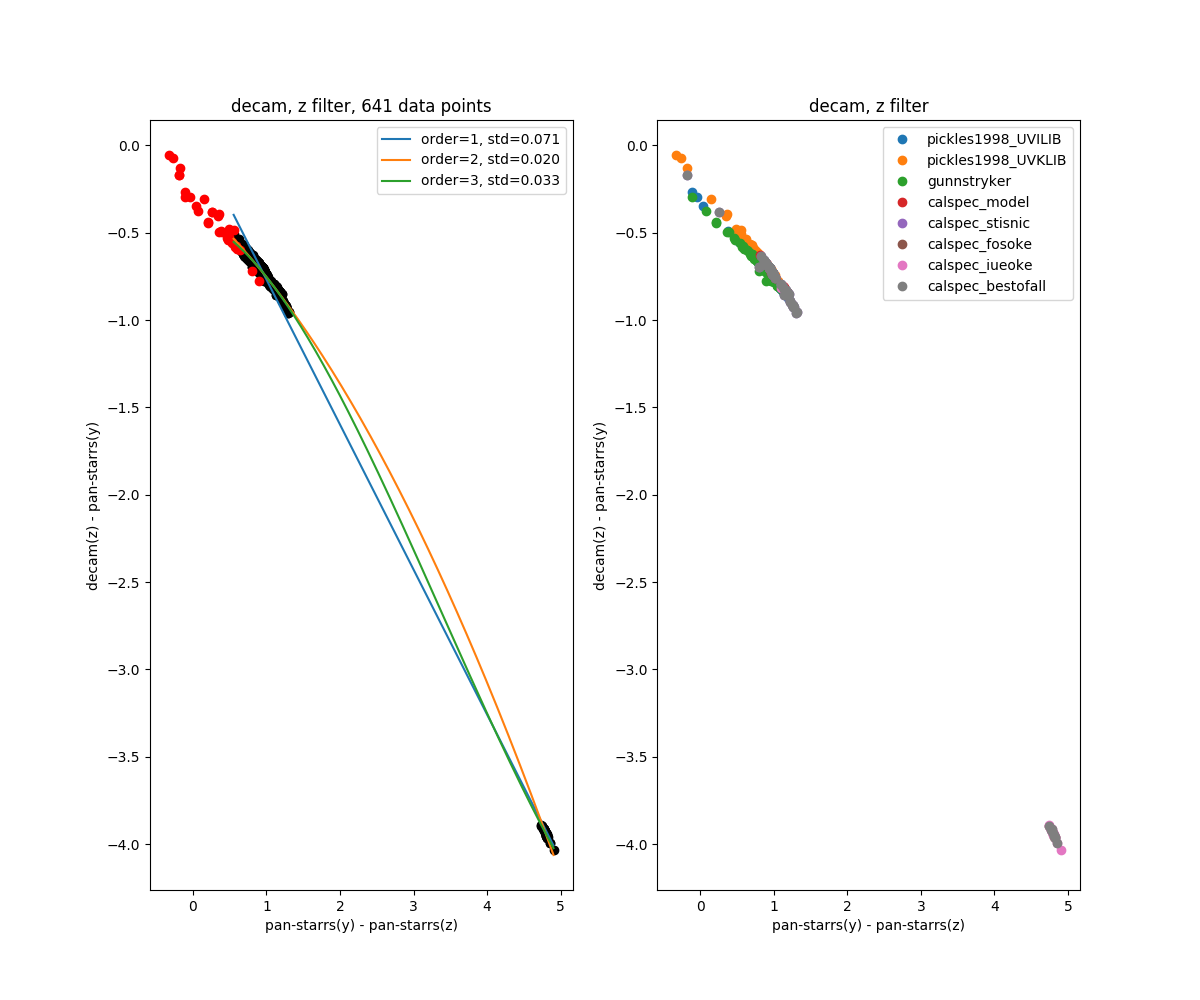 decam, z filter, 641 data points
order=1, std=0.071
order=2, std=0.020
order=3, std=0.033
0.0
−0.5
−1.0
−1.5
−2.0
−2.5
−3.0
−3.5
−4.0
decam(z) - pan-starrs(y)
0 1 2 3 4 5
pan-starrs(y) - pan-starrs(z)
decam, z filter
pickles1998_UVILIB
pickles1998_UVKLIB
gunnstryker
calspec_model
calspec_stisnic
calspec_fosoke
calspec_iueoke
calspec_bestofall
0.0
−0.5
−1.0
−1.5
−2.0
−2.5
−3.0
−3.5
−4.0
decam(z) - pan-starrs(y)
0 1 2 3 4 5
pan-starrs(y) - pan-starrs(z)